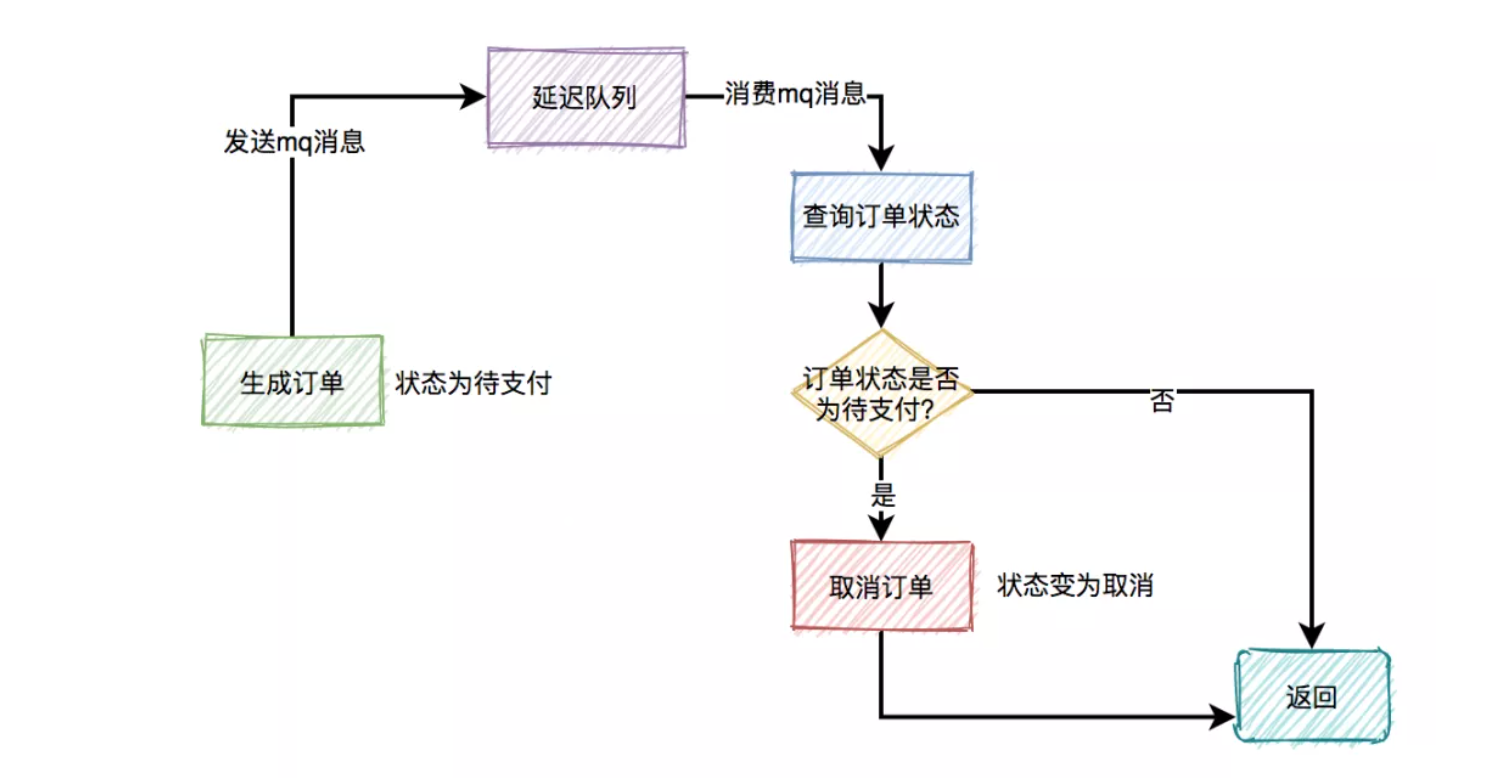 延迟队列
消费mq消息
发送mq消息
查询订单状态
生成订单
状态为待支付
订单状态是否
为待支付?
否
是
取消订单
状态变为取消
返回